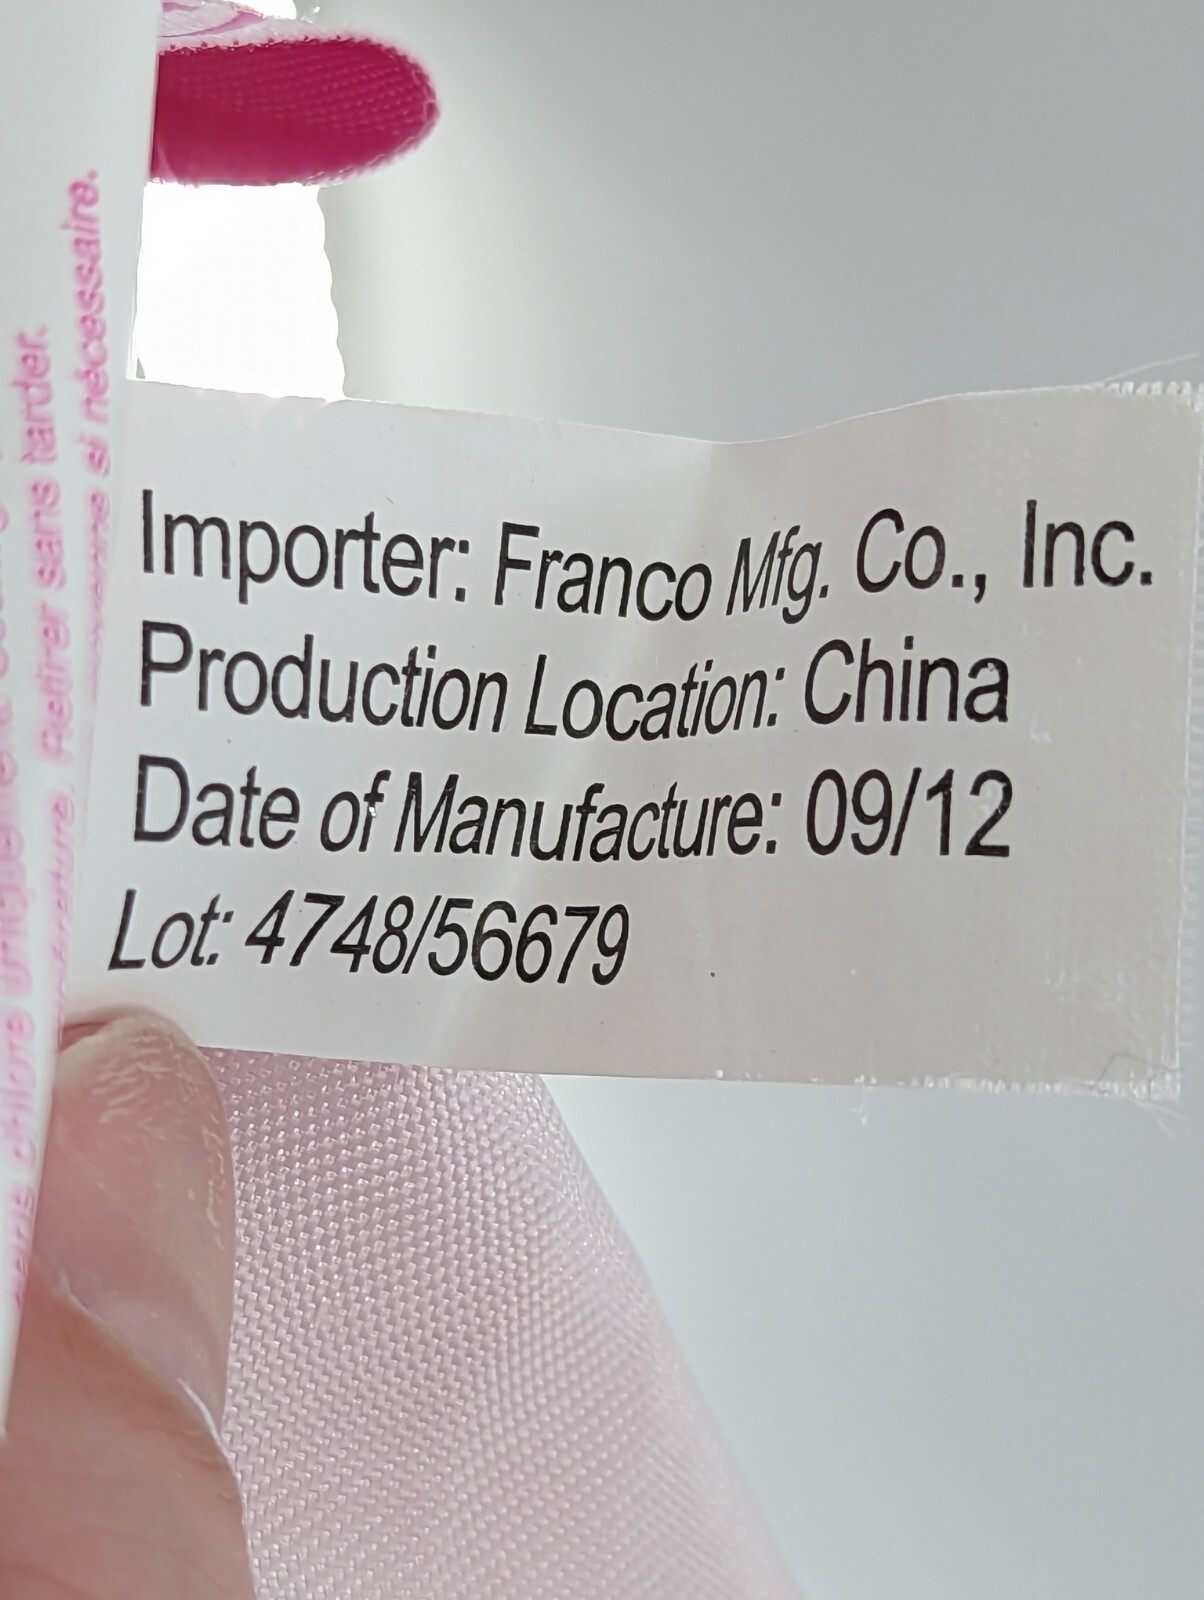 Importer: Franco Mfg. Co., Inc.
Production Location: China
Date of Manufacture: 09/12
Lot: 4748/56679
tarder.
Retirer sans
si nécessaire.